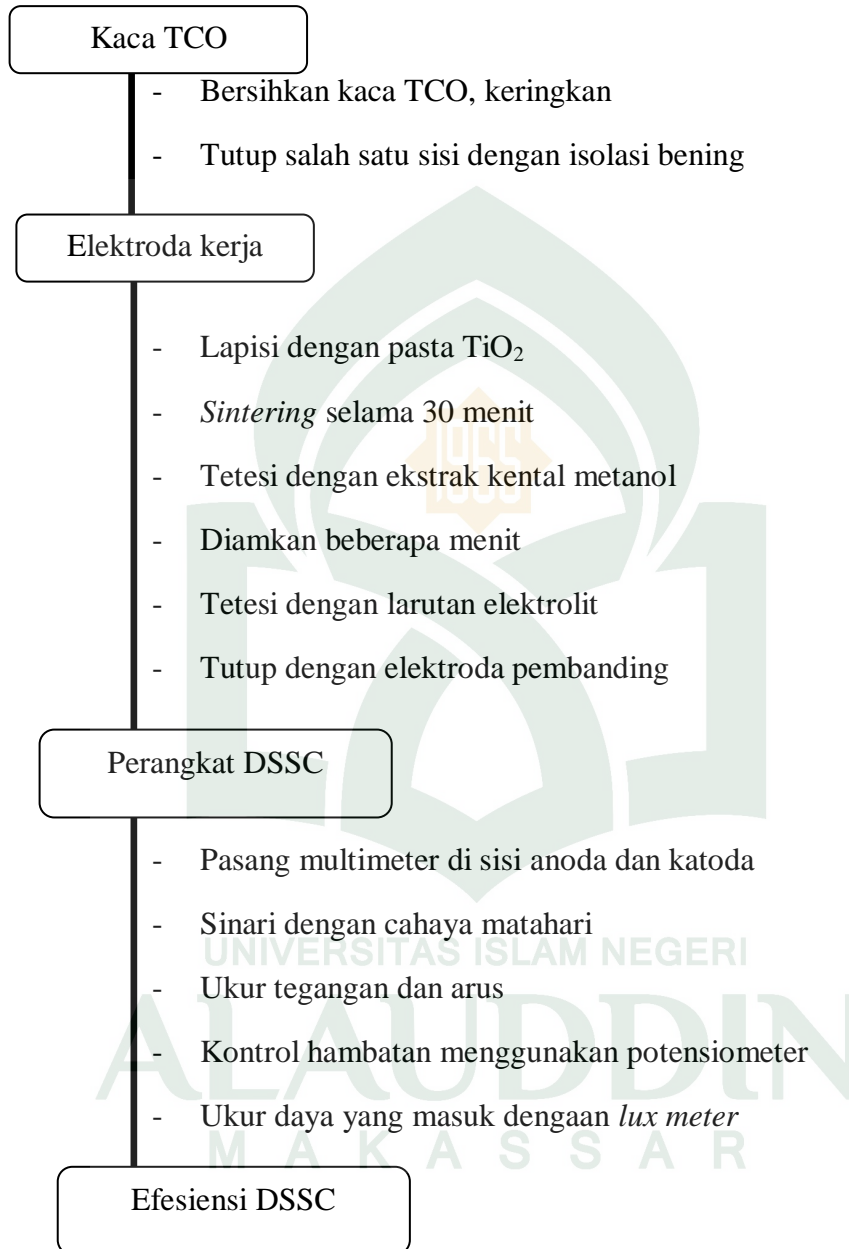 Kaca TCO
- Bersihkan kaca TCO, keringkan
- Tutup salah satu sisi dengan isolasi bening
Elektroda kerja
- Lapisi dengan pasta TiO₂
- Sintering selama 30 menit
1965
- Tetesi dengan ekstrak kental metanol
- Diamkan beberapa menit
- Tetesi dengan larutan elektrolit
- Tutup dengan elektroda pembanding
Perangkat DSSC
- Pasang multimeter di sisi anoda dan katoda
- Sinari dengan cahaya matahari
UNIVERSITAS ISLAM NEGERI
- Ukur tegangan dan arus
ALAUDDIN
- Kontrol hambatan menggunakan potensiometer
- Ukur daya yang masuk dengaan lux meter
MAKASSAR
Efesiensi DSSC